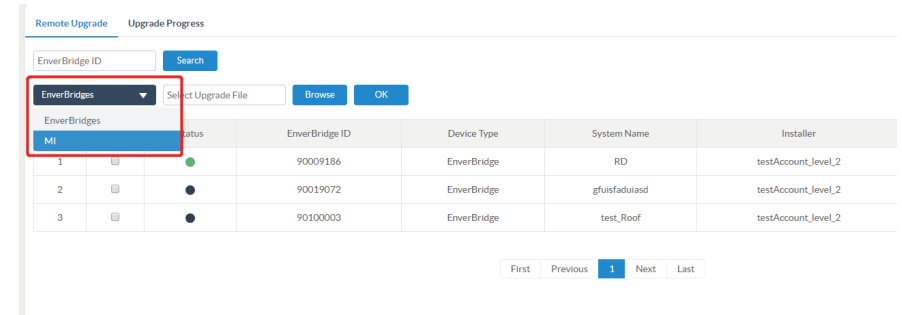 Remote Upgrade Upgrade Progress
EnverBridge ID Search
EnverBridges Select Upgrade File Browse OK
EnverBridges
MI
tatus EnverBridge ID Device Type System Name Installer
1 90009186 EnverBridge RD testAccount_level_2
2 90019072 EnverBridge gfuisfaduiasd testAccount_level_2
3 90100003 EnverBridge test_Roof testAccount_level_2
First Previous 1 Next Last